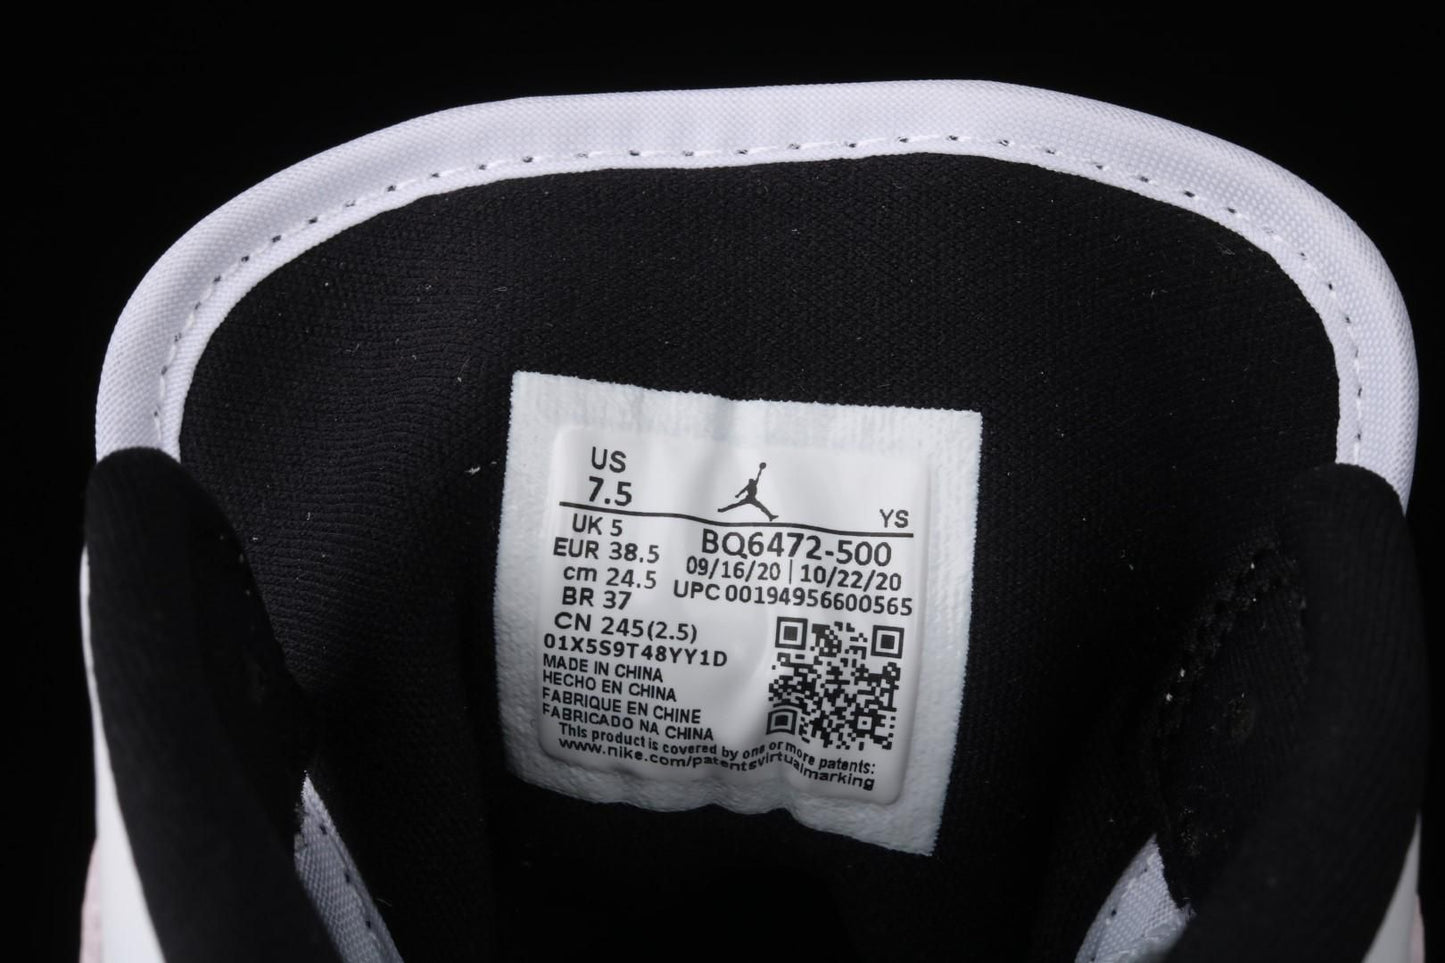 US
7.5
YS
UK 5
EUR 38.5
cm 24.5
BR 37
CN 245(2.5)
BQ6472-500
09/16/20 | 10/22/20
UPC 00194956600565
01X5S9T48YY1D
MADE IN CHINA
HECHO EN CHINA
FABRIQUE EN CHINE
FABRICADO NA CHINA
This product is covered by one or more patents:
www.nike.com/patentsvirtualmarking